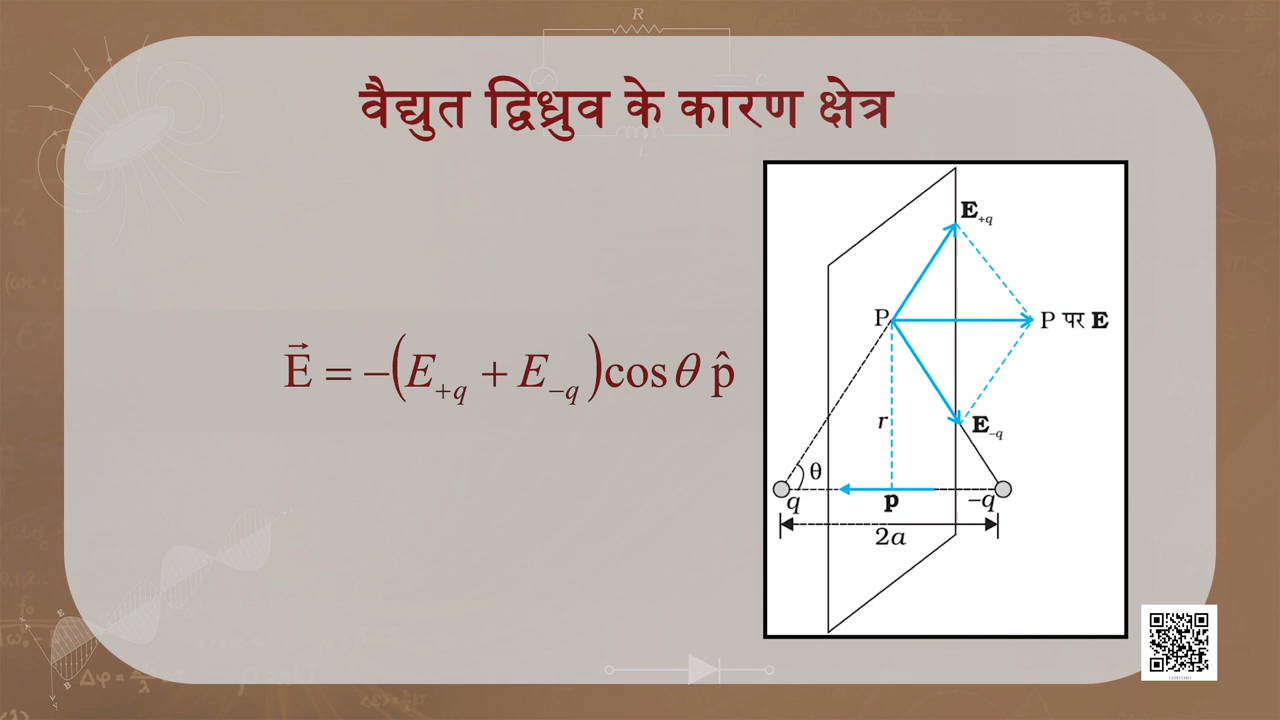 वैद्युत द्विध्रुव के कारण क्षेत्र
E⃗ = −(E₊q + E₋q)cos θ p̂
E₊q
P
P पर E
r
E₋q
θ
q
p
−q
2a
R
C
L